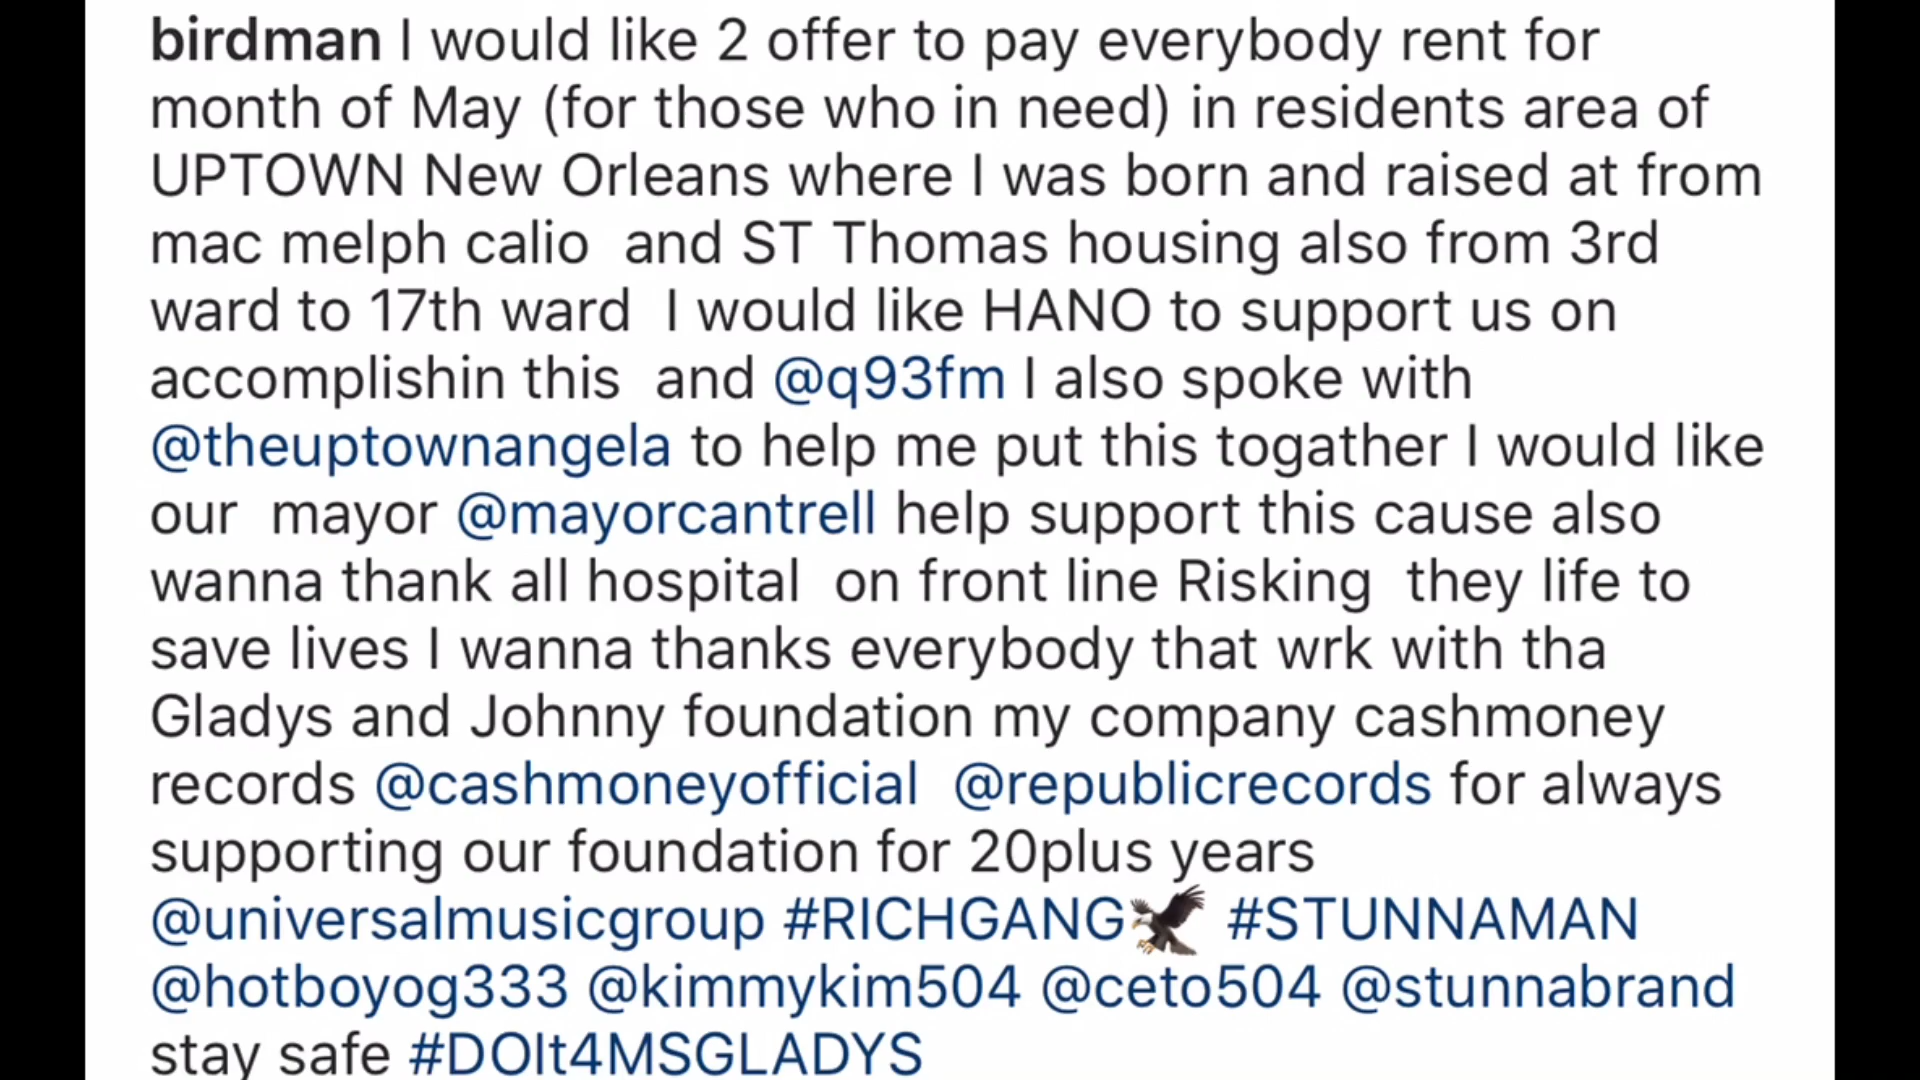 birdman I would like 2 offer to pay everybody rent for
month of May (for those who in need) in residents area of
UPTOWN New Orleans where I was born and raised at from
mac melph calio and ST Thomas housing also from 3rd
ward to 17th ward I would like HANO to support us on
accomplishin this and @q93fm I also spoke with
@theuptownangela to help me put this togather I would like
our mayor @mayorcantrell help support this cause also
wanna thank all hospital on front line Risking they life to
save lives I wanna thanks everybody that wrk with tha
Gladys and Johnny foundation my company cashmoney
records @cashmoneyofficial @republicrecords for always
supporting our foundation for 20plus years
@universalmusicgroup #RICHGANG🦅 #STUNNAMAN
@hotboyog333 @kimmykim504 @ceto504 @stunnabrand
stay safe #DOIt4MSGLADYS